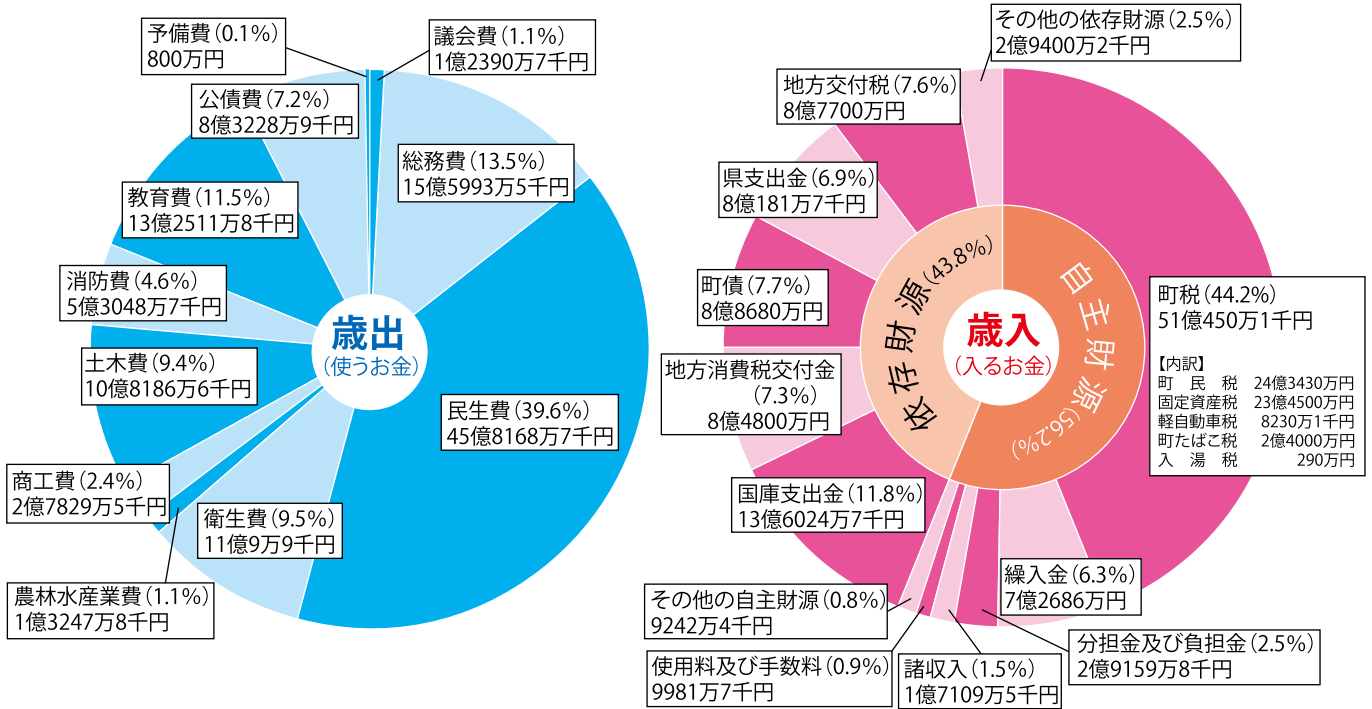 予備費（0.1%）
800万円
議会費（1.1%）
1億2390万7千円
公債費（7.2%）
8億3228万9千円
総務費（13.5%）
15億5993万5千円
教育費（11.5%）
13億2511万8千円
消防費（4.6%）
5億3048万7千円
土木費（9.4%）
10億8186万6千円
商工費（2.4%）
2億7829万5千円
農林水産業費（1.1%）
1億3247万8千円
衛生費（9.5%）
11億9万9千円
民生費（39.6%）
45億8168万7千円
歳出
（使うお金）
その他の依存財源（2.5%）
2億9400万2千円
地方交付税（7.6%）
8億7700万円
県支出金（6.9%）
8億181万7千円
町債（7.7%）
8億8680万円
地方消費税交付金
（7.3%）
8億4800万円
国庫支出金（11.8%）
13億6024万7千円
その他の自主財源（0.8%）
9242万4千円
使用料及び手数料（0.9%）
9981万7千円
諸収入（1.5%）
1億7109万5千円
分担金及び負担金（2.5%）
2億9159万8千円
繰入金（6.3%）
7億2686万円
町税（44.2%）
51億450万1千円
【内訳】
町民税 24億3430万円
固定資産税 23億4500万円
軽自動車税 8230万1千円
町たばこ税 2億4000万円
入湯税 290万円
依存財源（43.8%）
自主財源（56.2%）
歳入
（入るお金）